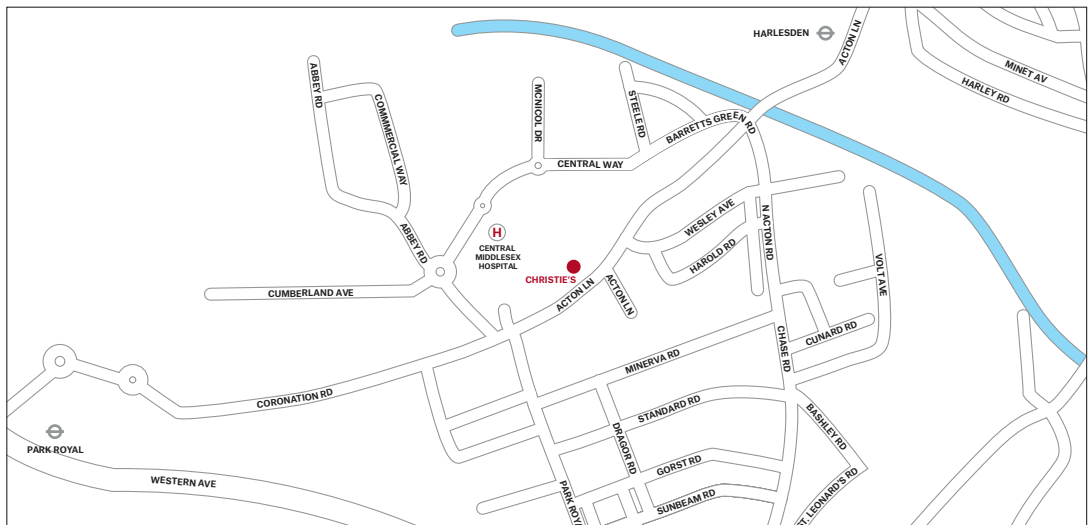 HARLESDEN
ACTON LN
MINET AV
HARLEY RD
ABBEY RD
COMMMERCIAL WAY
MCNICOL DR
STEELE RD
BARRETTS GREEN RD
CENTRAL WAY
H
CENTRAL
MIDDLESEX
HOSPITAL
ABBEY RD
WESLEY AVE
HAROLD RD
N ACTON RD
VOLT AVE
CHRISTIE'S
ACTON LN
ACTON LN
CUMBERLAND AVE
CUNARD RD
CHASE RD
MINERVA RD
CORONATION RD
STANDARD RD
DRAGOR RD
BASHLEY RD
PARK ROYAL
GORST RD
WESTERN AVE
SUNBEAM RD
PARK ROYA
ST. LEONARD'S RD